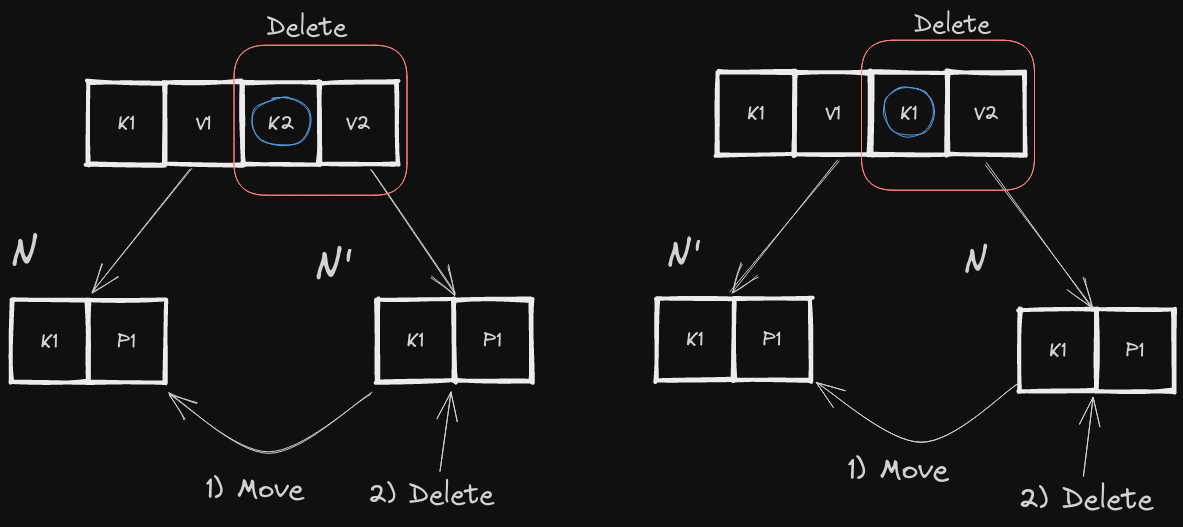 Delete
K1 V1 K2 V2
N
N'
K1 P1
K1 P1
1) Move
2) Delete
Delete
K1 V1 K1 V2
N'
N
K1 P1
K1 P1
1) Move
2) Delete